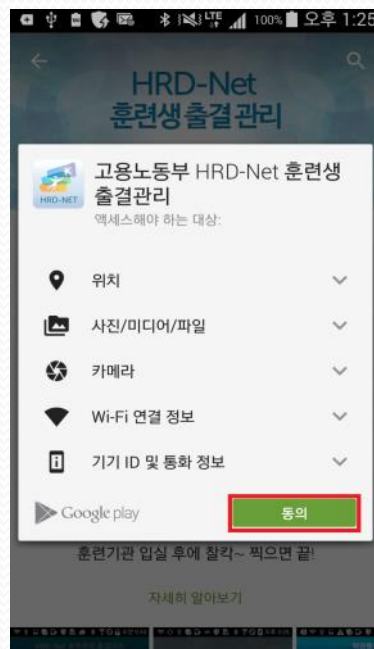 LTE 100% 오후 1:25
HRD-Net
훈련생 출결 관리
HRD-NET
고용노동부 HRD-Net 훈련생
출결관리
액세스해야 하는 대상:
위치
사진/미디어/파일
카메라
Wi-Fi 연결 정보
기기 ID 및 통화 정보
Google play
동의
훈련기관 입실 후에 찰칵~ 찍으면 끝!
자세히 알아보기